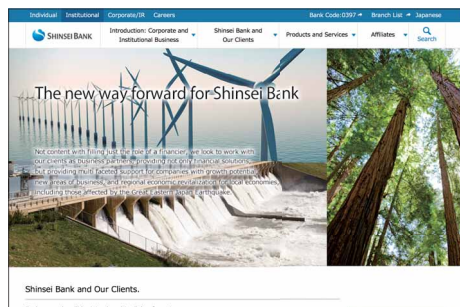 Individual Institutional Corporate/IR Careers Bank Code:0397 Branch List Japanese
SHINSEI BANK
Introduction: Corporate and
Institutional Business
Shinsei Bank and
Our Clients
Products and Services
Affiliates
Search
The new way forward for Shinsei Bank
Not content with filling just the role of a financier, we look to work with
our clients as business partners, providing not only financial solutions,
but providing multi faceted support for companies with growth potential,
new areas of business, and regional economic revitalization for local economies,
including those affected by the Great Eastern Japan Earthquake.
Shinsei Bank and Our Clients.